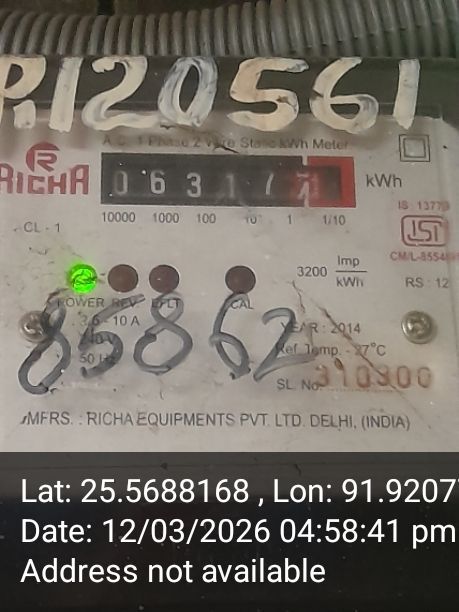 P.120561
A.C. 1 Phase 2 Wire Static kWh Meter
R
RICHA
0 6 3 1 7
kWh
10000 1000 100 10 1 1/10
IS : 13779
ISI
CL - 1
3200 Imp/kWh
RS : 12
POWER REV EFLT CAL
- 10 A
50 Hz
85862
YEAR : 2014
Ref. Temp. - 27°C
SL. No. 310300
MFRS. : RICHA EQUIPMENTS PVT. LTD. DELHI, (INDIA)
Lat: 25.5688168 , Lon: 91.9207
Date: 12/03/2026 04:58:41 pm
Address not available